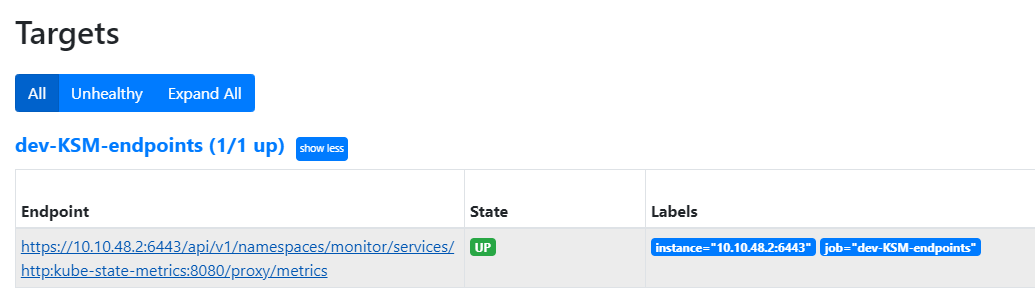 Targets
All Unhealthy Expand All
dev-KSM-endpoints (1/1 up) show less
Endpoint State Labels
https://10.10.48.2:6443/api/v1/namespaces/monitor/services/ UP instance="10.10.48.2:6443" job="dev-KSM-endpoints"
http:kube-state-metrics:8080/proxy/metrics